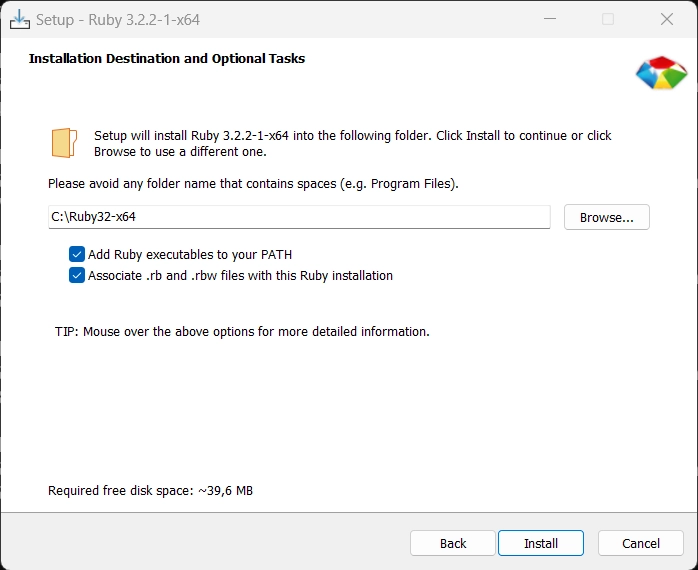 Setup - Ruby 3.2.2-1-x64
Installation Destination and Optional Tasks
Setup will install Ruby 3.2.2-1-x64 into the following folder. Click Install to continue or click
Browse to use a different one.
Please avoid any folder name that contains spaces (e.g. Program Files).
C:\Ruby32-x64
Browse...
Add Ruby executables to your PATH
Associate .rb and .rbw files with this Ruby installation
TIP: Mouse over the above options for more detailed information.
Required free disk space: ~39,6 MB
Back
Install
Cancel